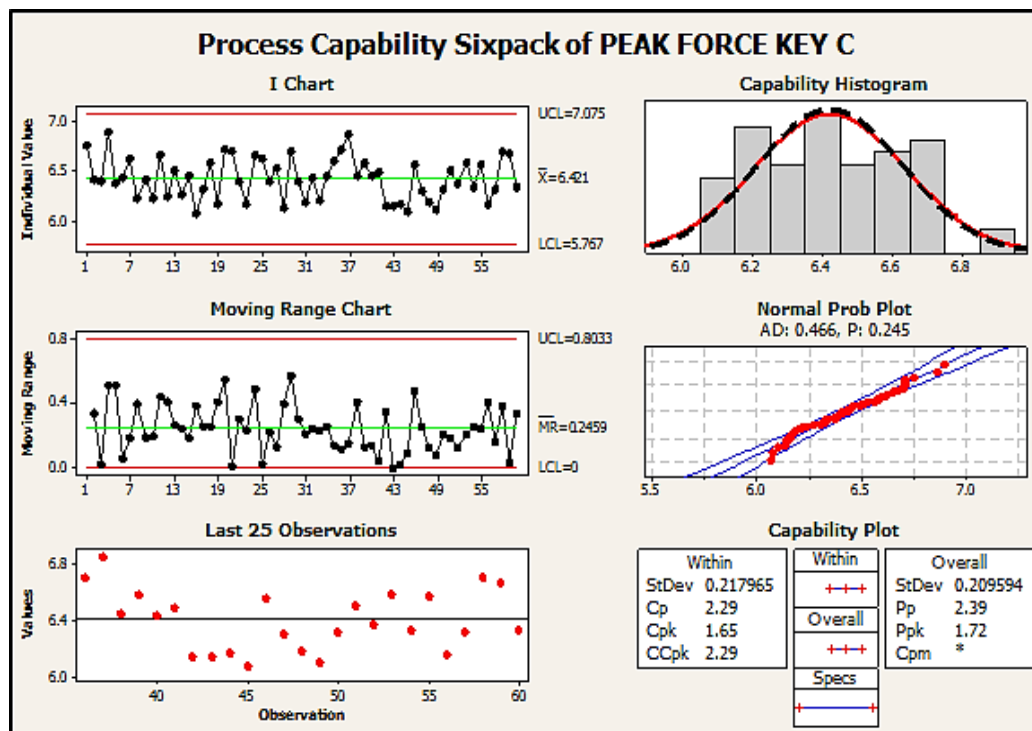 Process Capability Sixpack of PEAK FORCE KEY C
I Chart
Individual Value
7.0
6.5
6.0
UCL=7.075
X̄=6.421
LCL=5.767
1 7 13 19 25 31 37 43 49 55
Capability Histogram
6.0 6.2 6.4 6.6 6.8
Moving Range Chart
Moving Range
0.8
0.4
0.0
UCL=0.8033
M̅R̅=0.2459
LCL=0
1 7 13 19 25 31 37 43 49 55
Normal Prob Plot
AD: 0.466, P: 0.245
5.5 6.0 6.5 7.0
Last 25 Observations
Values
6.8
6.4
6.0
40 45 50 55 60
Observation
Capability Plot
Within
StDev 0.217965
Cp 2.29
Cpk 1.65
CCpk 2.29
Within
Overall
Specs
Overall
StDev 0.209594
Pp 2.39
Ppk 1.72
Cpm *